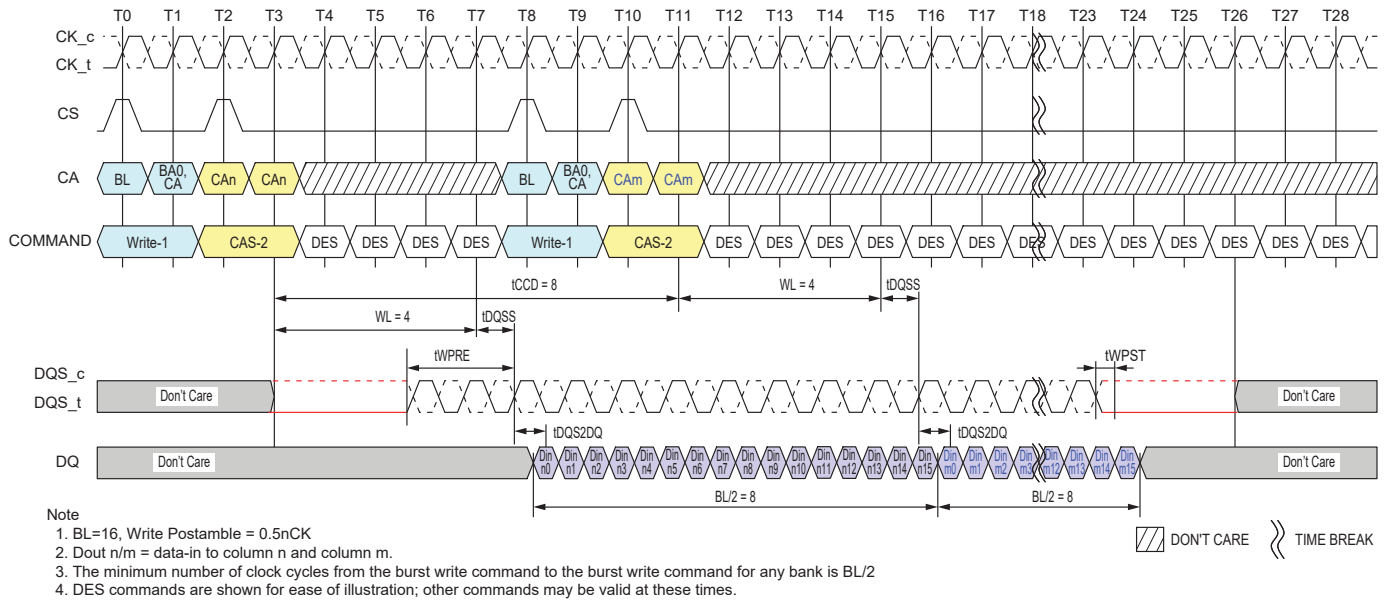 T0 T1 T2 T3 T4 T5 T6 T7 T8 T9 T10 T11 T12 T13 T14 T15 T16 T17 T18 T23 T24 T25 T26 T27 T28
CK_c
CK_t
CS
CA BL BA0, CA CAn CAn BL BA0, CA CAm CAm
COMMAND Write-1 CAS-2 DES DES DES DES Write-1 CAS-2 DES DES DES DES DES DES DES DES DES DES DES DES DES
tCCD = 8 WL = 4 tDQSS
WL = 4 tDQSS
tWPRE tWPST
DQS_c
DQS_t
Don't Care Don't Care
tDQS2DQ tDQS2DQ
DQ Don't Care Din n0 Din n1 Din n2 Din n3 Din n4 Din n5 Din n6 Din n7 Din n8 Din n9 Din n10 Din n11 Din n12 Din n13 Din n14 Din n15 Din m0 Din m1 Din m2 Din m3 Din m12 Din m13 Din m14 Din m15 Don't Care
BL/2 = 8 BL/2 = 8
Note
1. BL=16, Write Postamble = 0.5nCK
2. Dout n/m = data-in to column n and column m.
3. The minimum number of clock cycles from the burst write command to the burst write command for any bank is BL/2
4. DES commands are shown for ease of illustration; other commands may be valid at these times.
DON'T CARE TIME BREAK